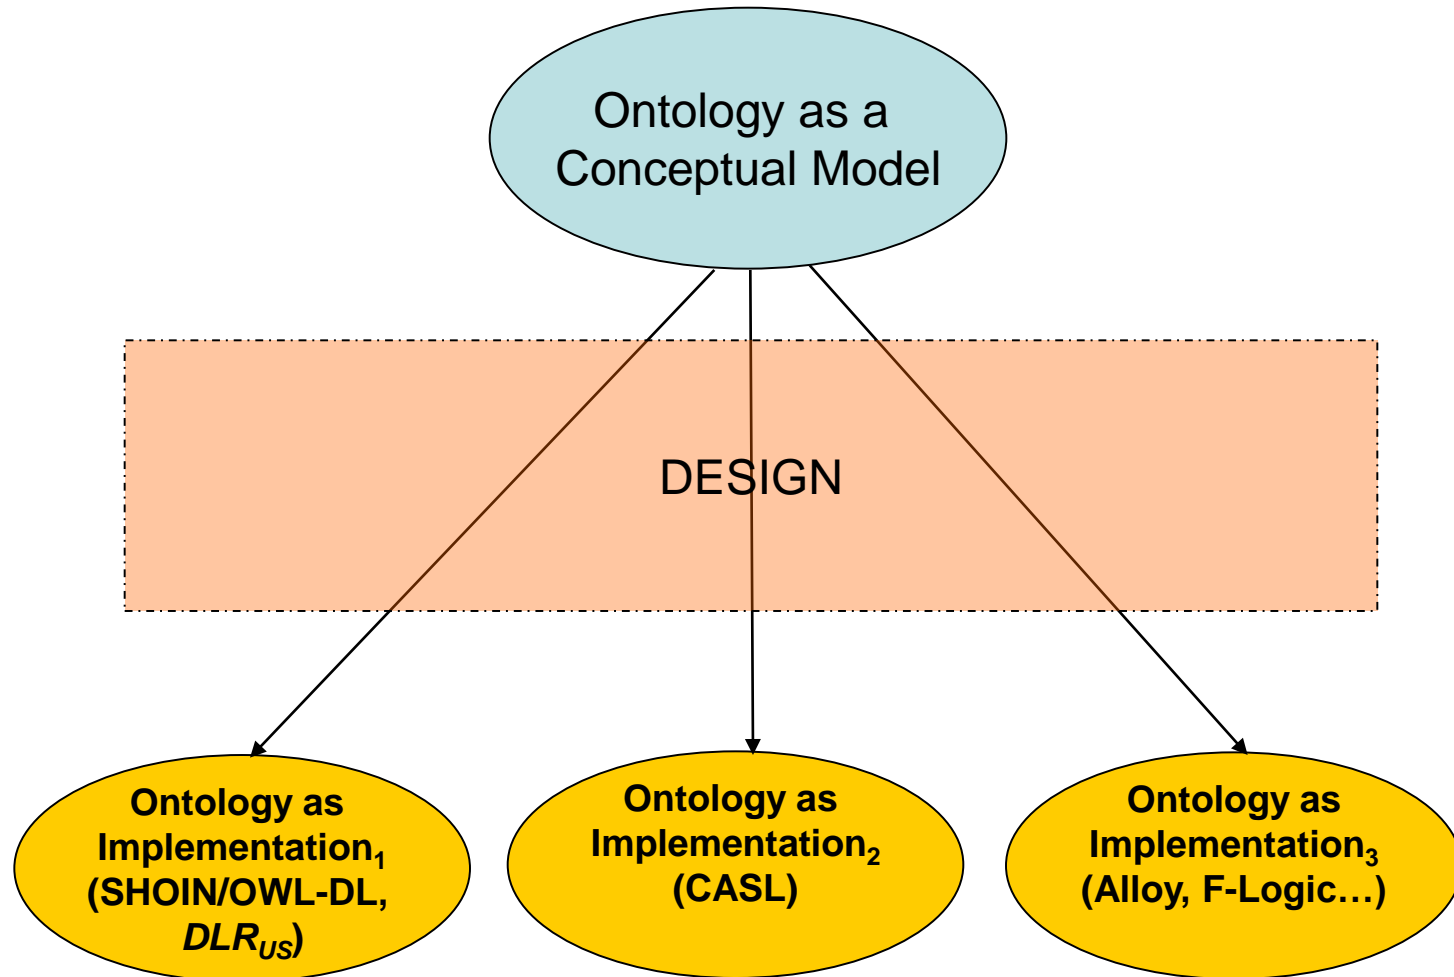 Ontology as a
Conceptual Model
DESIGN
Ontology as
Implementation₁
(SHOIN/OWL-DL,
DLR_US)
Ontology as
Implementation₂
(CASL)
Ontology as
Implementation₃
(Alloy, F-Logic…)